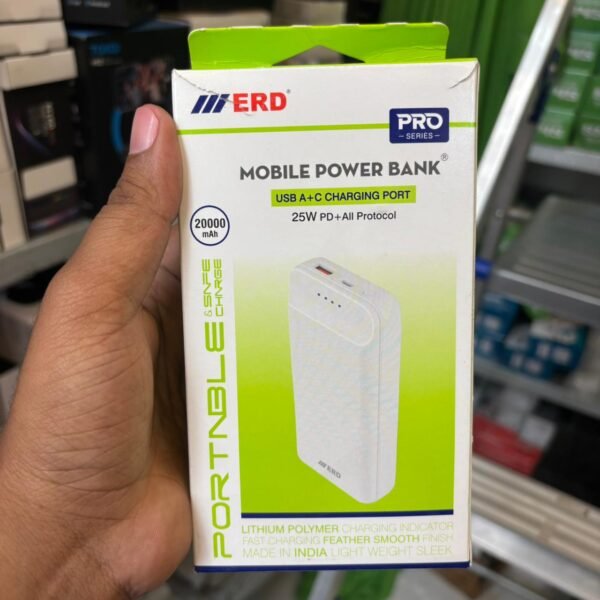 ERD®
PRO
SERIES
MOBILE POWER BANK®
USB A+C CHARGING PORT
25W PD+All Protocol
20000
mAh
PORTABLE
& SAFE
CHARGE
ERD
LITHIUM POLYMER CHARGING INDICATOR
FAST CHARGING FEATHER SMOOTH FINISH
MADE IN INDIA LIGHT WEIGHT SLEEK